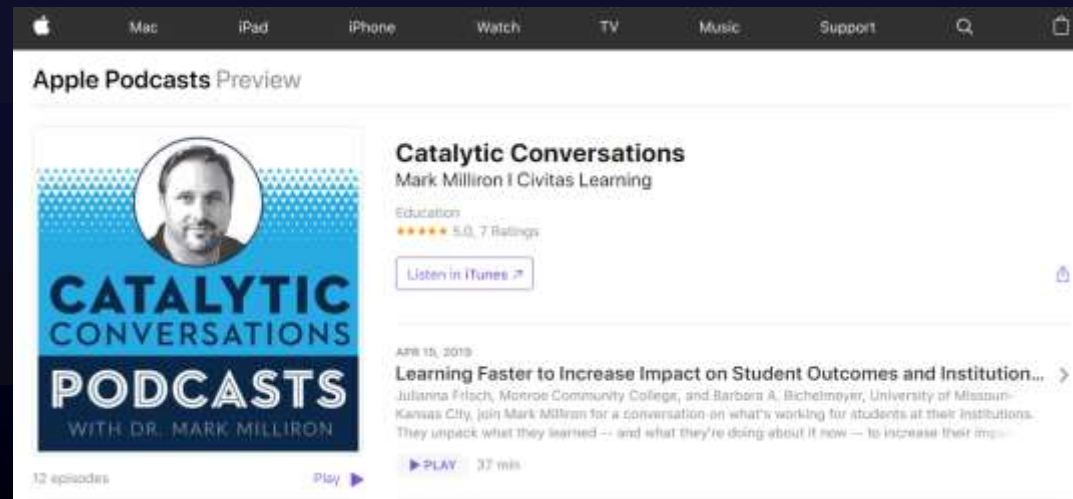 Mac iPad iPhone Watch TV Music Support
Apple Podcasts Preview
CATALYTIC
CONVERSATIONS
PODCASTS
WITH DR. MARK MILLIRON
12 episodes
Play
Catalytic Conversations
Mark Milliron I Civitas Learning
Education
5.0, 7 Ratings
Listen in iTunes ↗
APR 15, 2019
Learning Faster to Increase Impact on Student Outcomes and Institution...
Julianna Frisch, Monroe Community College, and Barbara A. Bichelmeyer, University of Missouri-
Kansas City, join Mark Milliron for a conversation on what's working for students at their institutions.
They unpack what they learned -- and what they're doing about it now -- to increase their
PLAY 37 min